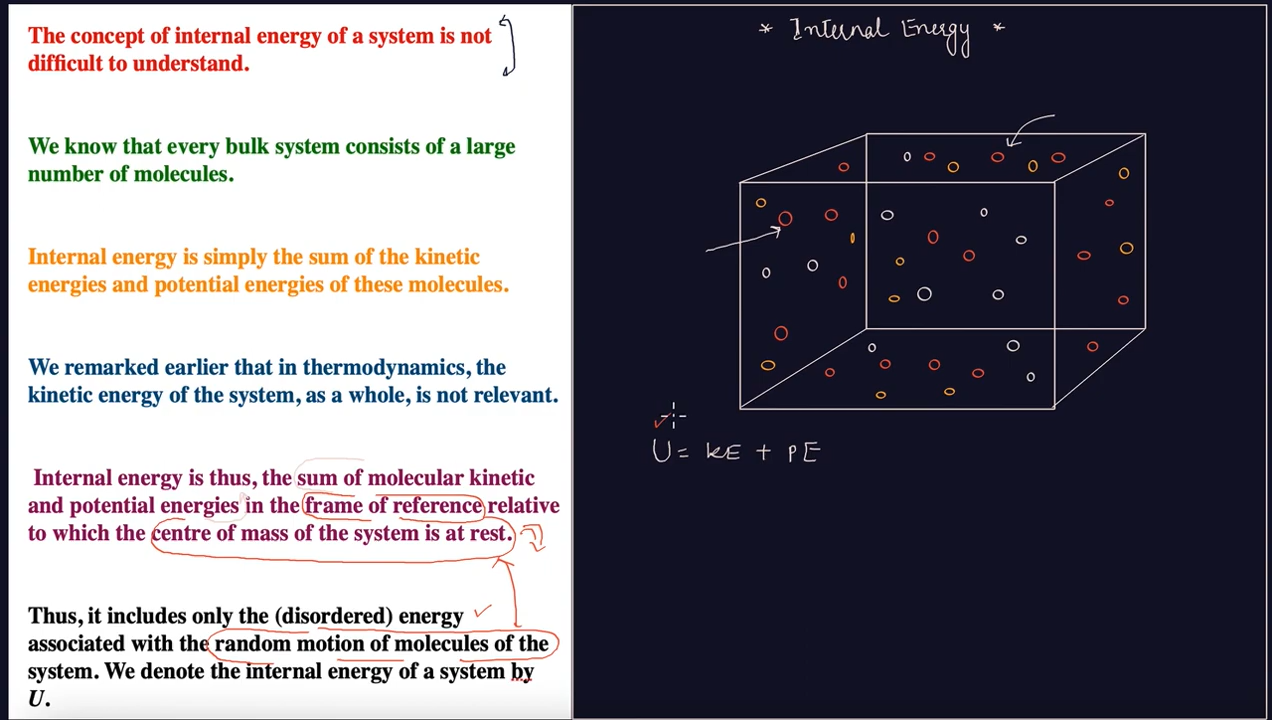 The concept of internal energy of a system is not
difficult to understand.
We know that every bulk system consists of a large
number of molecules.
Internal energy is simply the sum of the kinetic
energies and potential energies of these molecules.
We remarked earlier that in thermodynamics, the
kinetic energy of the system, as a whole, is not relevant.
Internal energy is thus, the sum of molecular kinetic
and potential energies in the frame of reference relative
to which the centre of mass of the system is at rest.
Thus, it includes only the (disordered) energy
associated with the random motion of molecules of the
system. We denote the internal energy of a system by
U.
* Internal Energy *
U = KE + PE